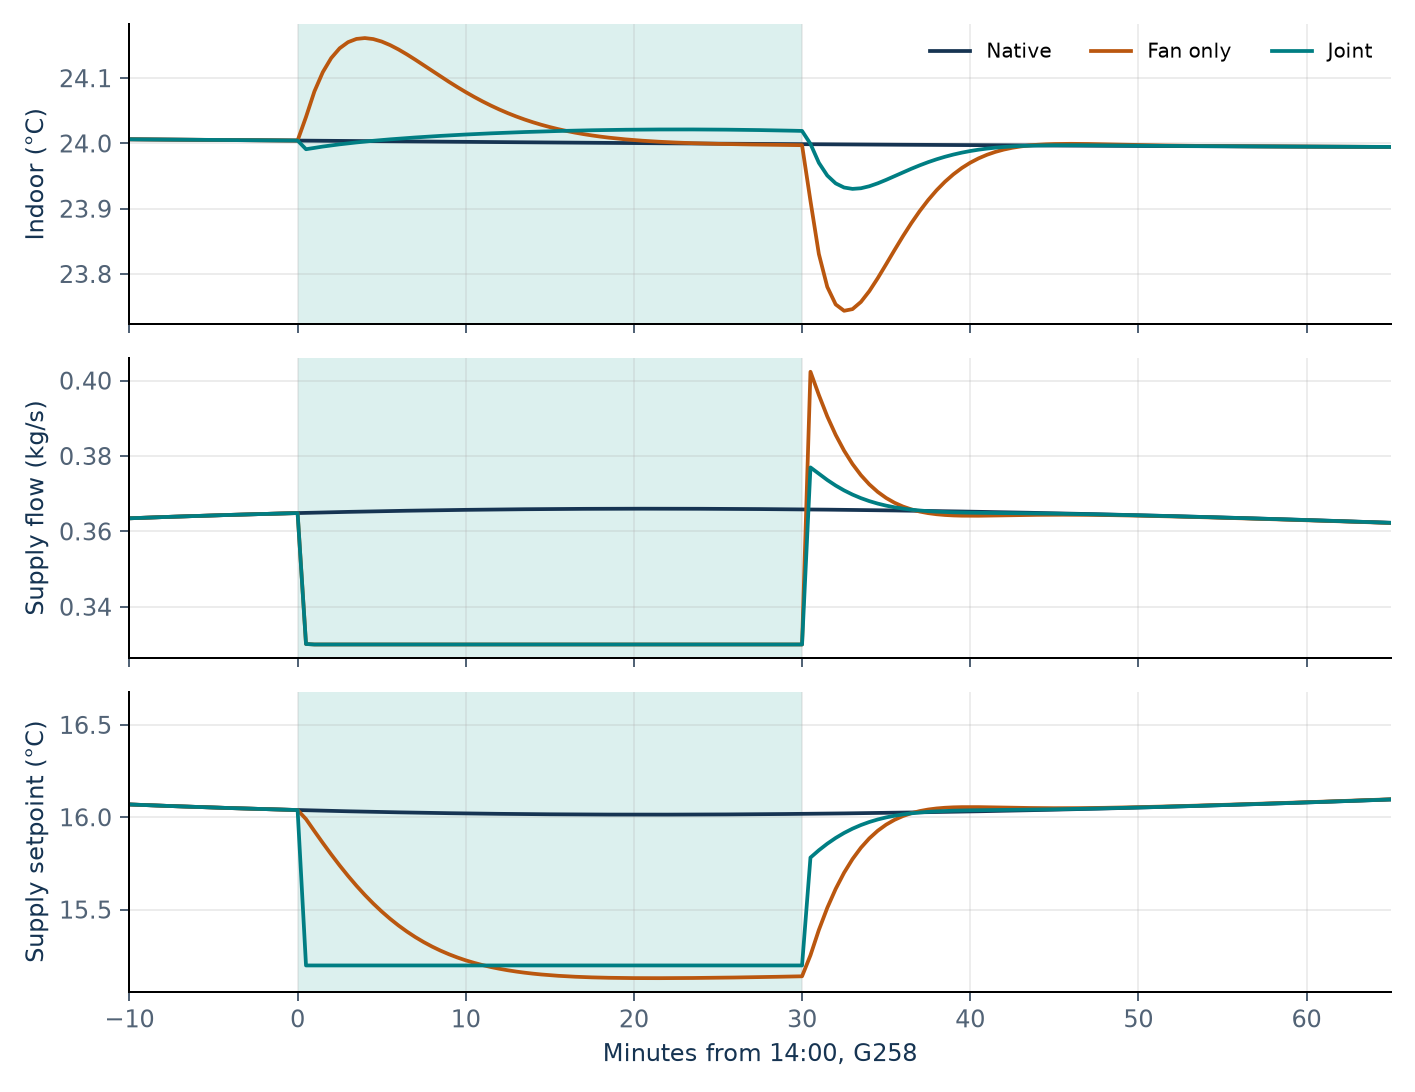 Native
Fan only
Joint
Indoor (°C)
24.1
24.0
23.9
23.8
Supply flow (kg/s)
0.40
0.38
0.36
0.34
Supply setpoint (°C)
16.5
16.0
15.5
−10 0 10 20 30 40 50 60
Minutes from 14:00, G258